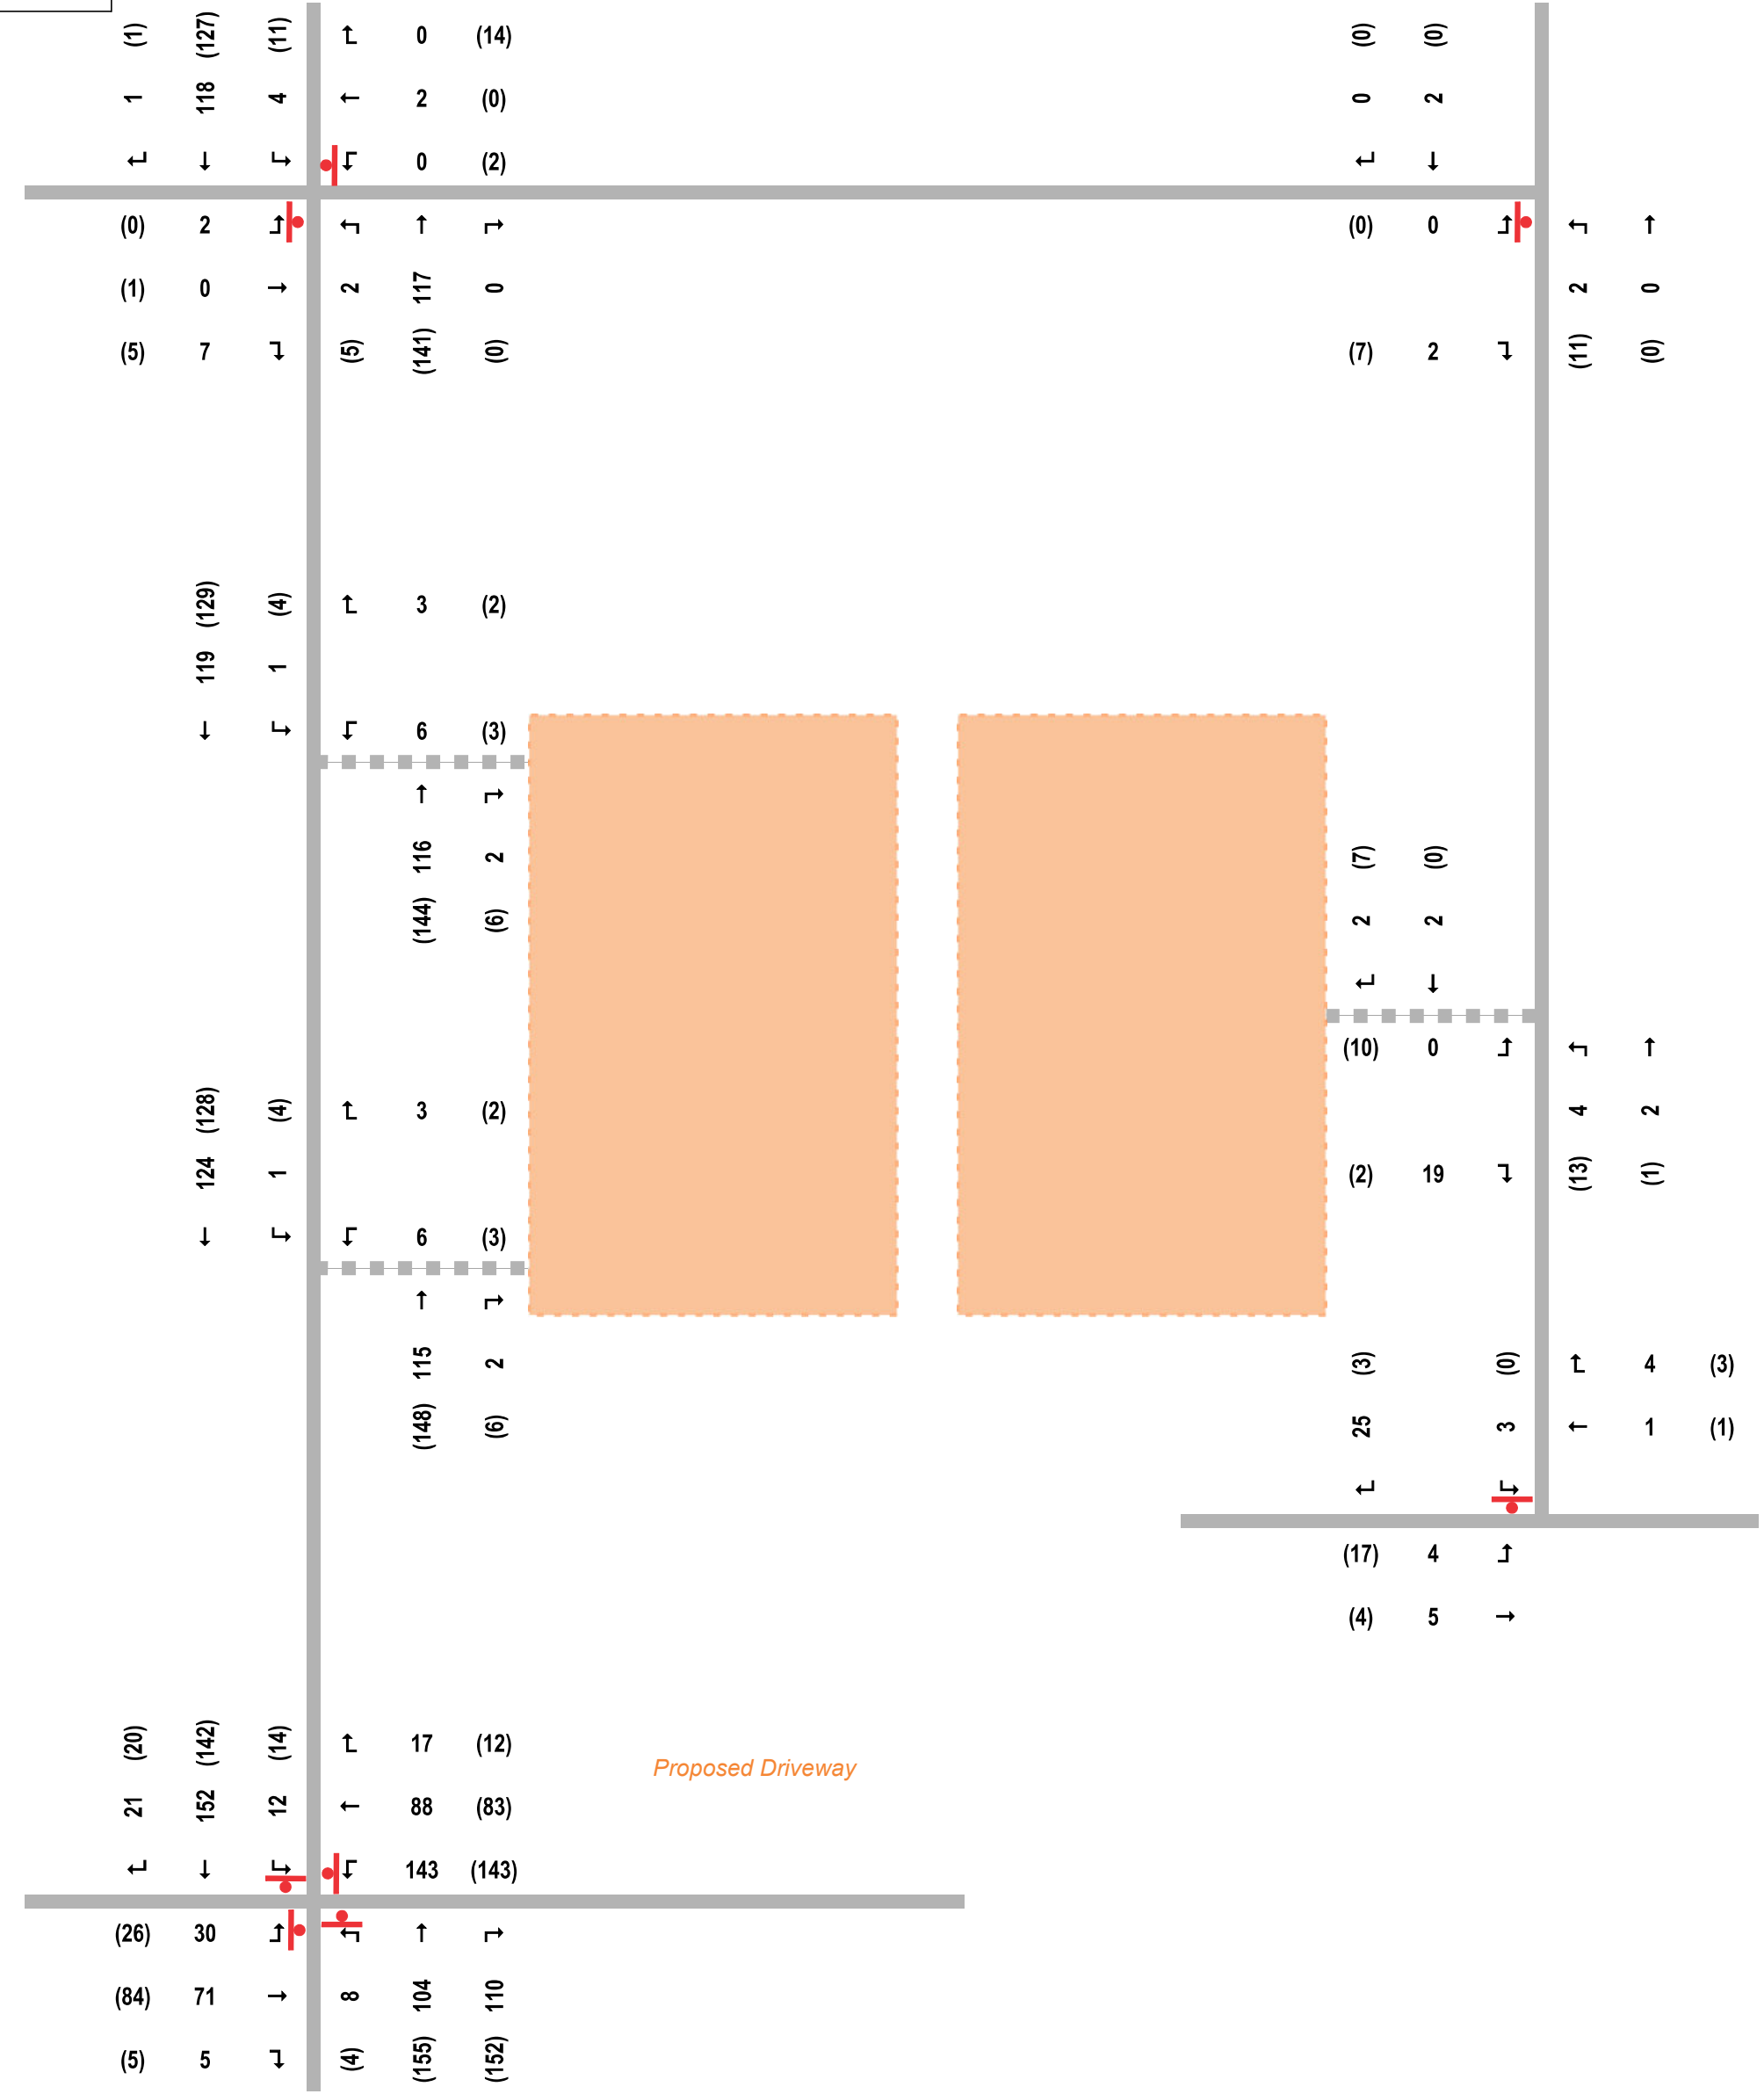 (1) (127) (11) 0 (14)
1 118 4 2 (0)
0 (2)
(0) 2
(1) 0 2 117 0
(5) 7 (5) (141) (0)
(0) (0)
0 2
(0) 0
2 0
(7) 2 (11) (0)
(129) (4) 3 (2)
119 1
6 (3)
116 2
(144) (6)
(7) (0)
2 2
(10) 0
4 2
(2) 19 (13) (1)
(128) (4) 3 (2)
124 1
6 (3)
115 2
(148) (6)
(3) (0) 4 (3)
25 3 1 (1)
(17) 4
(4) 5
(20) (142) (14) 17 (12)
21 152 12 88 (83)
143 (143)
Proposed Driveway
(26) 30
(84) 71 8 104 110
(5) 5 (4) (155) (152)